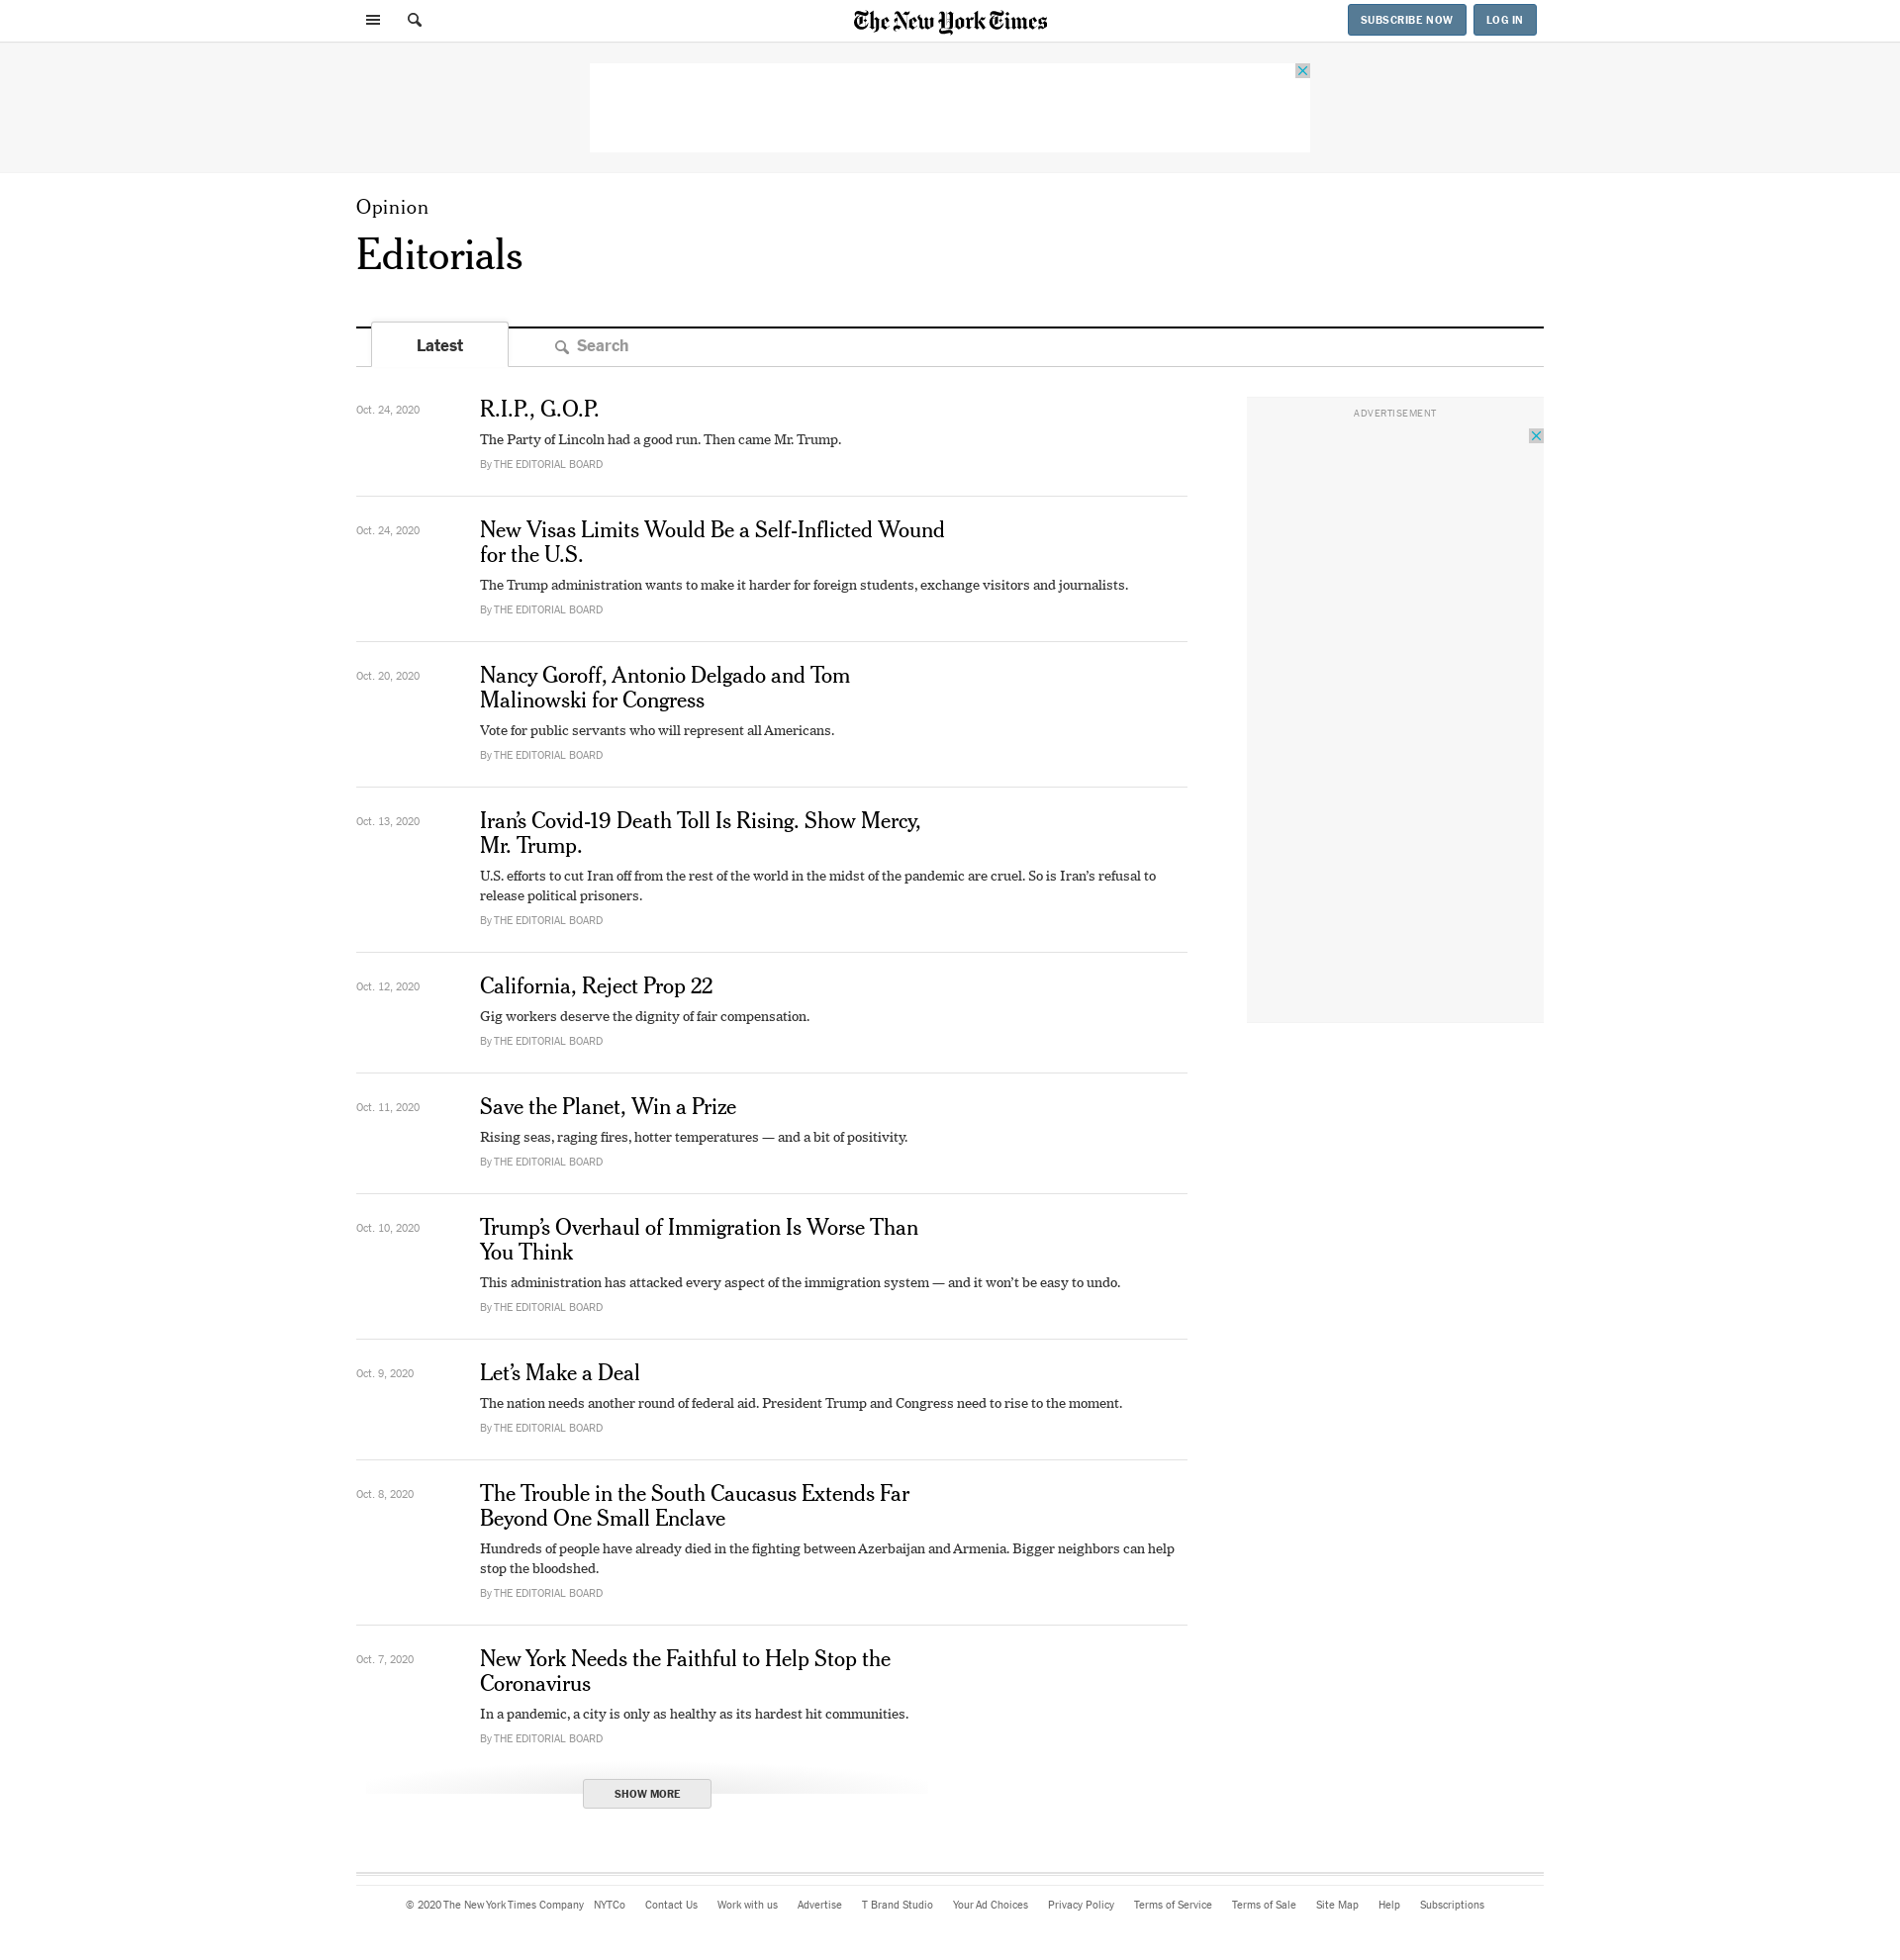 The New York Times
SUBSCRIBE NOW
LOG IN
Opinion
Editorials
Latest
Search
Oct. 24, 2020
R.I.P., G.O.P.
The Party of Lincoln had a good run. Then came Mr. Trump.
By THE EDITORIAL BOARD
ADVERTISEMENT
Oct. 24, 2020
New Visas Limits Would Be a Self-Inflicted Wound
for the U.S.
The Trump administration wants to make it harder for foreign students, exchange visitors and journalists.
By THE EDITORIAL BOARD
Oct. 20, 2020
Nancy Goroff, Antonio Delgado and Tom
Malinowski for Congress
Vote for public servants who will represent all Americans.
By THE EDITORIAL BOARD
Oct. 13, 2020
Iran’s Covid-19 Death Toll Is Rising. Show Mercy,
Mr. Trump.
U.S. efforts to cut Iran off from the rest of the world in the midst of the pandemic are cruel. So is Iran’s refusal to
release political prisoners.
By THE EDITORIAL BOARD
Oct. 12, 2020
California, Reject Prop 22
Gig workers deserve the dignity of fair compensation.
By THE EDITORIAL BOARD
Oct. 11, 2020
Save the Planet, Win a Prize
Rising seas, raging fires, hotter temperatures — and a bit of positivity.
By THE EDITORIAL BOARD
Oct. 10, 2020
Trump’s Overhaul of Immigration Is Worse Than
You Think
This administration has attacked every aspect of the immigration system — and it won’t be easy to undo.
By THE EDITORIAL BOARD
Oct. 9, 2020
Let’s Make a Deal
The nation needs another round of federal aid. President Trump and Congress need to rise to the moment.
By THE EDITORIAL BOARD
Oct. 8, 2020
The Trouble in the South Caucasus Extends Far
Beyond One Small Enclave
Hundreds of people have already died in the fighting between Azerbaijan and Armenia. Bigger neighbors can help
stop the bloodshed.
By THE EDITORIAL BOARD
Oct. 7, 2020
New York Needs the Faithful to Help Stop the
Coronavirus
In a pandemic, a city is only as healthy as its hardest hit communities.
By THE EDITORIAL BOARD
SHOW MORE
© 2020 The New York Times Company NYTCo Contact Us Work with us Advertise T Brand Studio Your Ad Choices Privacy Policy Terms of Service Terms of Sale Site Map Help Subscriptions